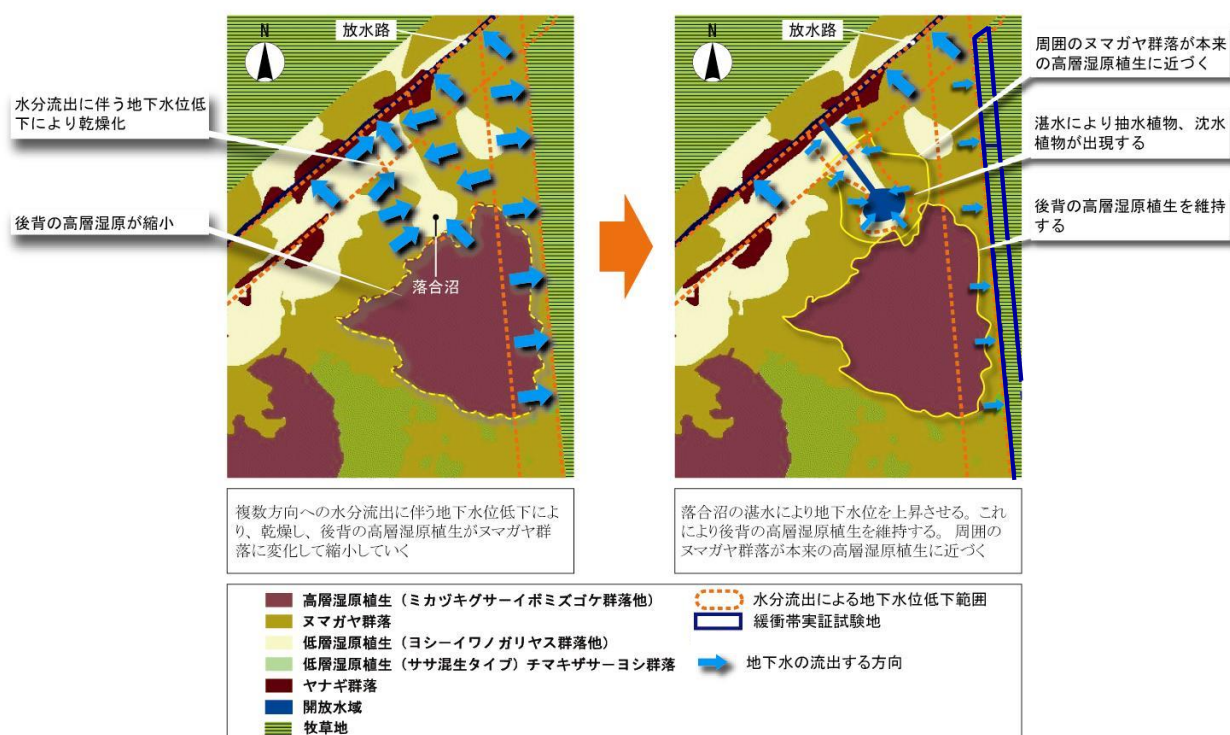 N
放水路
水分流出に伴う地下水位低
下により乾燥化
後背の高層湿原が縮小
落合沼
N
放水路
周囲のヌマガヤ群落が本来
の高層湿原植生に近づく
湛水により抽水植物、沈水
植物が出現する
後背の高層湿原植生を維持
する
複数方向への水分流出に伴う地下水位低下によ
り、乾燥し、後背の高層湿原植生がヌマガヤ群
落に変化して縮小していく
落合沼の湛水により地下水位を上昇させる。これ
により後背の高層湿原植生を維持する。 周囲の
ヌマガヤ群落が本来の高層湿原植生に近づく
高層湿原植生（ミカヅキグサーイボミズゴケ群落他）
ヌマガヤ群落
低層湿原植生（ヨシーイワノガリヤス群落他）
低層湿原植生（ササ混生タイプ）チマキザサーヨシ群落
ヤナギ群落
開放水域
牧草地
水分流出による地下水位低下範囲
緩衝帯実証試験地
地下水の流出する方向